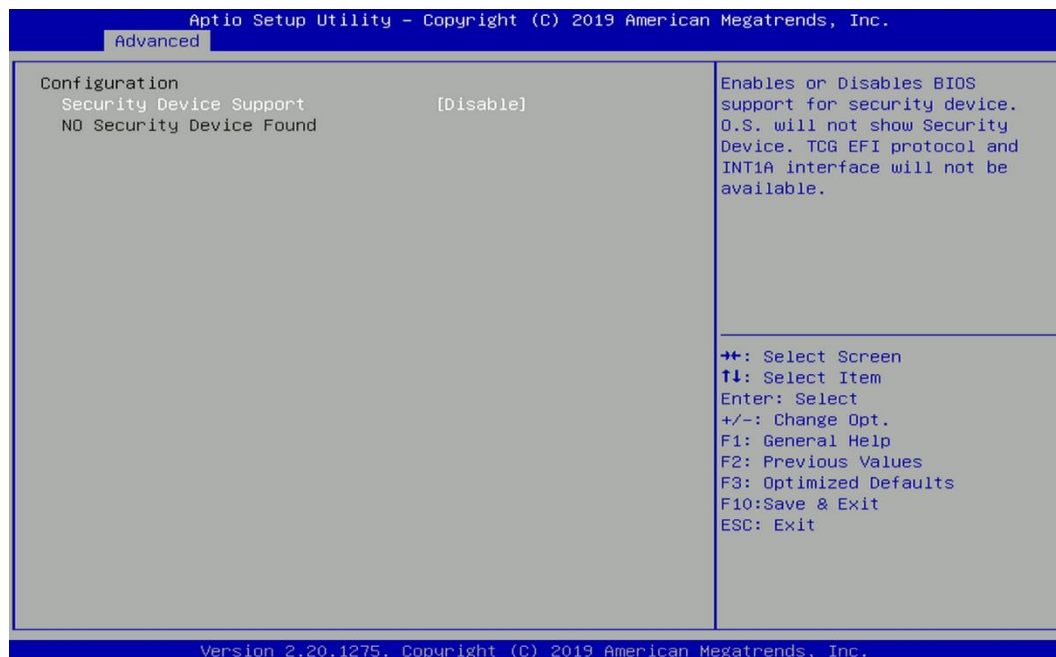 Aptio Setup Utility – Copyright (C) 2019 American Megatrends, Inc.
Advanced
Configuration
Security Device Support [Disable]
NO Security Device Found
Enables or Disables BIOS
support for security device.
O.S. will not show Security
Device. TCG EFI protocol and
INT1A interface will not be
available.
→←: Select Screen
↑↓: Select Item
Enter: Select
+/-: Change Opt.
F1: General Help
F2: Previous Values
F3: Optimized Defaults
F10:Save & Exit
ESC: Exit
Version 2.20.1275. Copyright (C) 2019 American Megatrends, Inc.